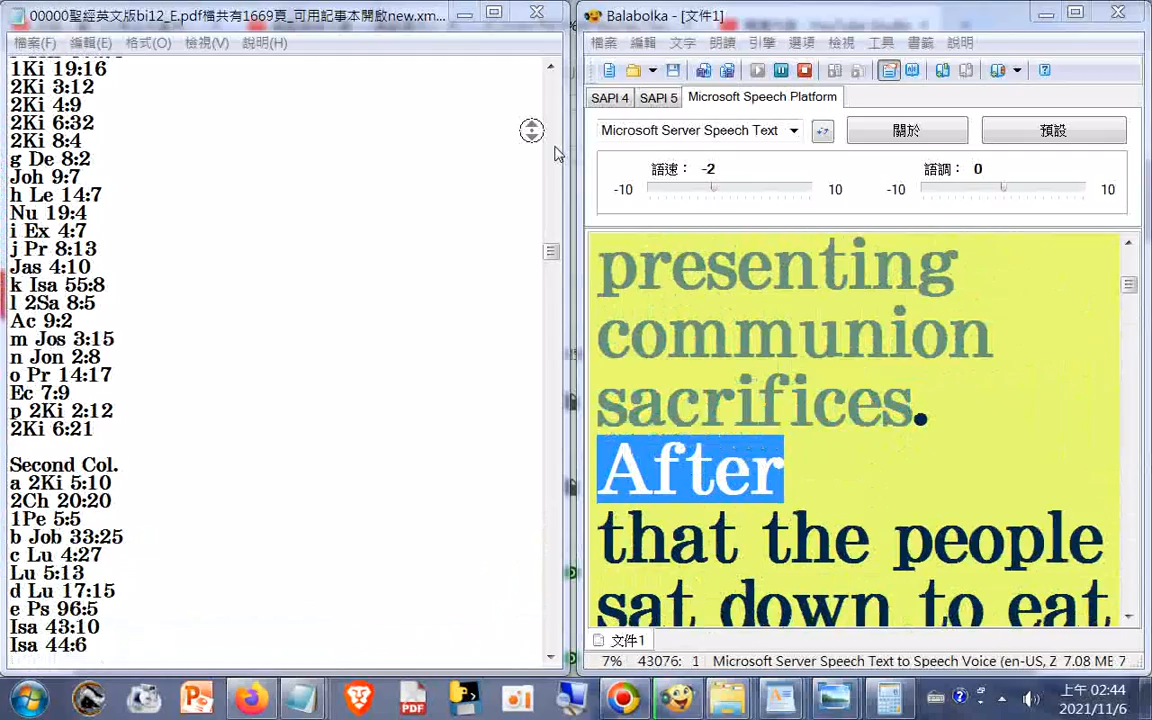 00000聖經英文版bi12_E.pdf檔共有1669頁_可用記事本開啟new.xm...
檔案(F) 編輯(E) 格式(O) 檢視(V) 說明(H)
1Ki 19:16
2Ki 3:12
2Ki 4:9
2Ki 6:32
2Ki 8:4
g De 8:2
Joh 9:7
h Le 14:7
Nu 19:4
i Ex 4:7
j Pr 8:13
Jas 4:10
k Isa 55:8
l 2Sa 8:5
Ac 9:2
m Jos 3:15
n Jon 2:8
o Pr 14:17
Ec 7:9
p 2Ki 2:12
2Ki 6:21
Second Col.
a 2Ki 5:10
2Ch 20:20
1Pe 5:5
b Job 33:25
c Lu 4:27
Lu 5:13
d Lu 17:15
e Ps 96:5
Isa 43:10
Isa 44:6
Balabolka - [文件1]
檔案 編輯 文字 朗讀 引擎 選項 檢視 工具 書籤 說明
SAPI 4 SAPI 5 Microsoft Speech Platform
Microsoft Server Speech Text 關於 預設
語速： -2 語調： 0
-10 10 -10 10
presenting
communion
sacrifices.
After
that the people
sat down to eat
文件1
7% 43076: 1 Microsoft Server Speech Text to Speech Voice (en-US, Z 7.08 MB 7
上午 02:44
2021/11/6